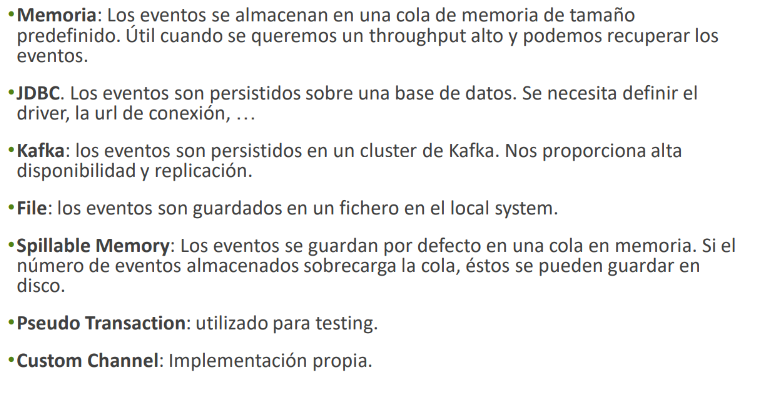 •Memoria: Los eventos se almacenan en una cola de memoria de tamaño
predefinido. Útil cuando se queremos un throughput alto y podemos recuperar los
eventos.
•JDBC. Los eventos son persistidos sobre una base de datos. Se necesita definir el
driver, la url de conexión, …
•Kafka: los eventos son persistidos en un cluster de Kafka. Nos proporciona alta
disponibilidad y replicación.
•File: los eventos son guardados en un fichero en el local system.
•Spillable Memory: Los eventos se guardan por defecto en una cola en memoria. Si el
número de eventos almacenados sobrecarga la cola, éstos se pueden guardar en
disco.
•Pseudo Transaction: utilizado para testing.
•Custom Channel: Implementación propia.